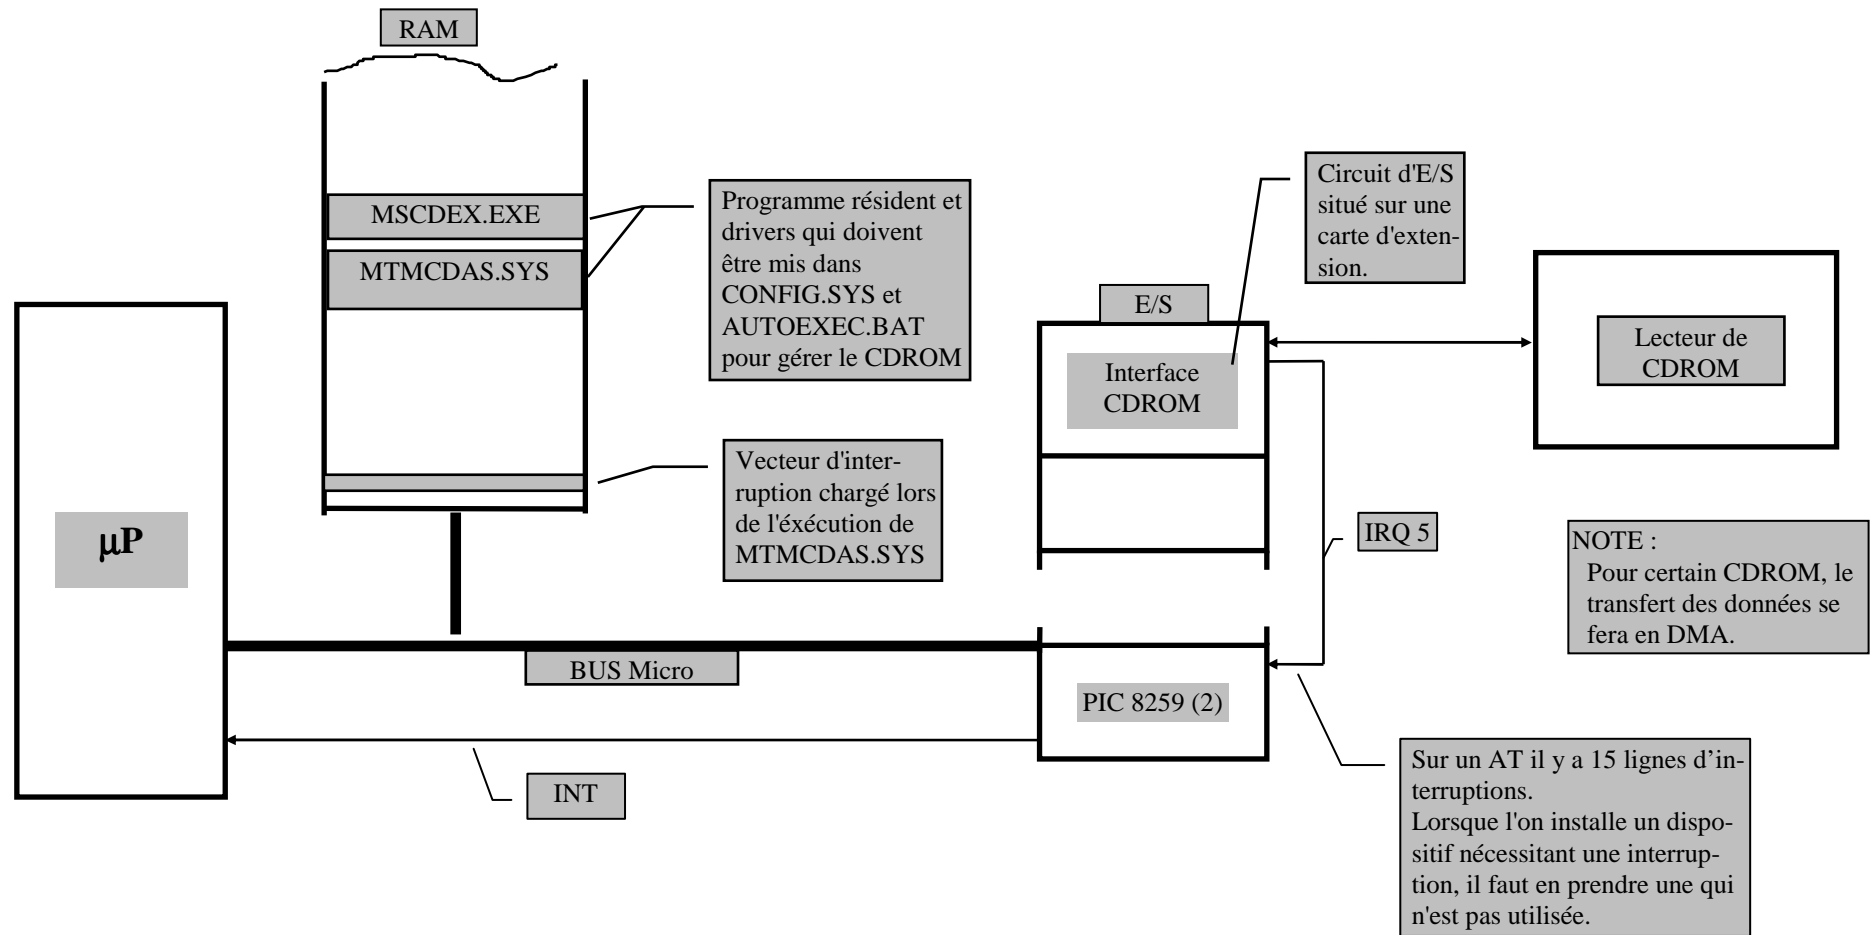 RAM
MSCDEX.EXE
MTMCDAS.SYS
Programme résident et
drivers qui doivent
être mis dans
CONFIG.SYS et
AUTOEXEC.BAT
pour gérer le CDROM
Circuit d'E/S
situé sur une
carte d'exten-
sion.
E/S
Interface
CDROM
Lecteur de
CDROM
Vecteur d'inter-
ruption chargé lors
de l'éxécution de
MTMCDAS.SYS
µP
IRQ 5
NOTE :
Pour certain CDROM, le
transfert des données se
fera en DMA.
BUS Micro
PIC 8259 (2)
INT
Sur un AT il y a 15 lignes d’in-
terruptions.
Lorsque l'on installe un dispo-
sitif nécessitant une interrup-
tion, il faut en prendre une qui
n'est pas utilisée.